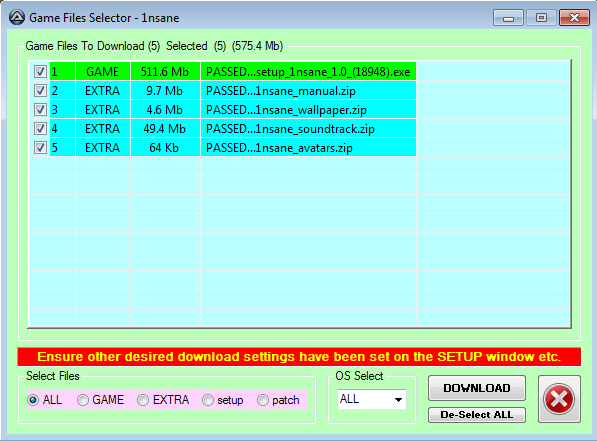 Game Files Selector - 1nsane
Game Files To Download (5)  Selected  (5)  (575.4 Mb)
1 GAME 511.6 Mb PASSED...setup_1nsane_1.0_(18948).exe
2 EXTRA 9.7 Mb PASSED...1nsane_manual.zip
3 EXTRA 4.6 Mb PASSED...1nsane_wallpaper.zip
4 EXTRA 49.4 Mb PASSED...1nsane_soundtrack.zip
5 EXTRA 64 Kb PASSED...1nsane_avatars.zip
Ensure other desired download settings have been set on the SETUP window etc.
Select Files
ALL GAME EXTRA setup patch
OS Select
ALL
DOWNLOAD
De-Select ALL